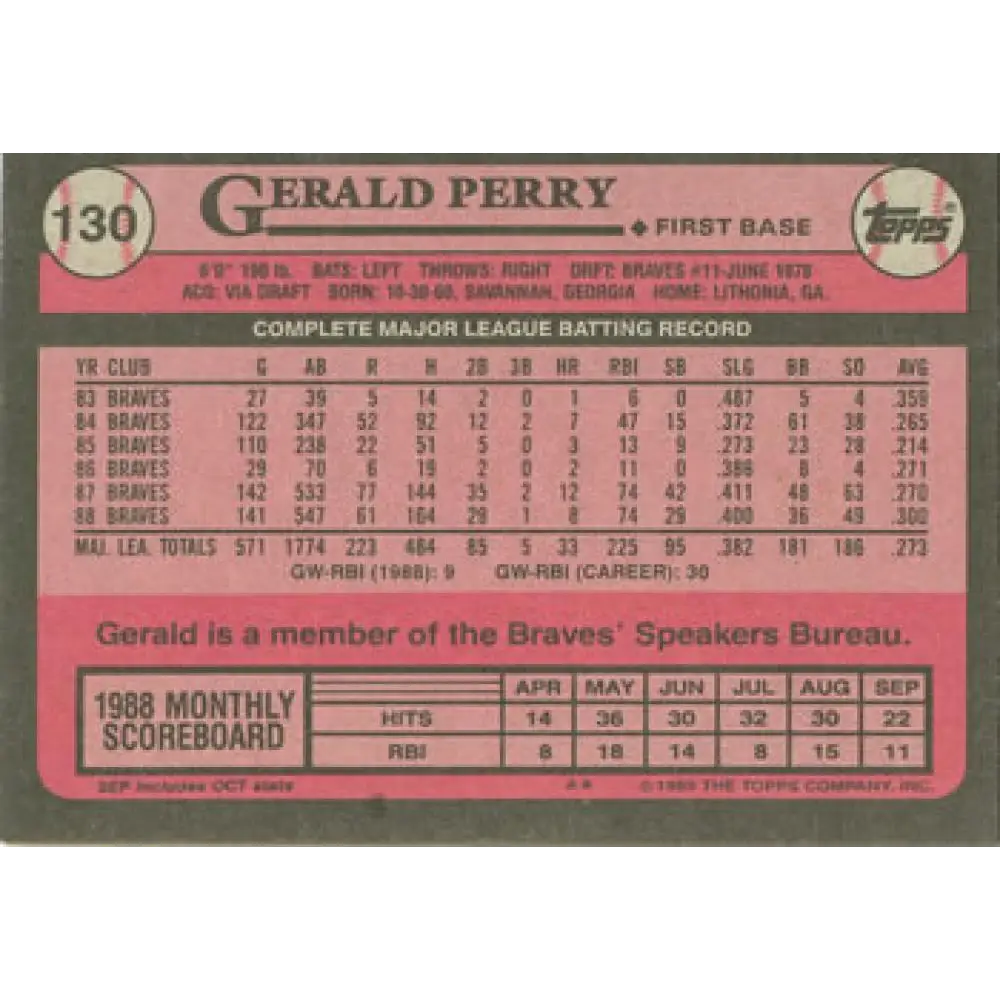 130
GERALD PERRY
FIRST BASE
Topps®
6'0" 190 lb. BATS: LEFT THROWS: RIGHT DRFT: BRAVES #11-JUNE 1978
ACQ: VIA DRAFT BORN: 10-30-60, SAVANNAH, GEORGIA HOME: LITHONIA, GA.
COMPLETE MAJOR LEAGUE BATTING RECORD
YR CLUB G AB R H 2B 3B HR RBI SB SLG BB SO AVG
83 BRAVES 27 39 5 14 2 0 1 6 0 .487 5 4 .359
84 BRAVES 122 347 52 92 12 2 7 47 15 .372 61 38 .265
85 BRAVES 110 238 22 51 5 0 3 13 9 .273 23 28 .214
86 BRAVES 29 70 6 19 2 0 2 11 0 .386 8 4 .271
87 BRAVES 142 533 77 144 35 2 12 74 42 .411 48 63 .270
88 BRAVES 141 547 61 164 29 1 8 74 29 .400 36 49 .300
MAJ. LEA. TOTALS 571 1774 223 484 85 5 33 225 95 .382 181 186 .273
GW-RBI (1988): 9 GW-RBI (CAREER): 30
Gerald is a member of the Braves' Speakers Bureau.
1988 MONTHLY
SCOREBOARD
APR MAY JUN JUL AUG SEP
HITS 14 36 30 32 30 22
RBI 8 18 14 8 15 11
SEP includes OCT stats
** © 1989 THE TOPPS COMPANY, INC.